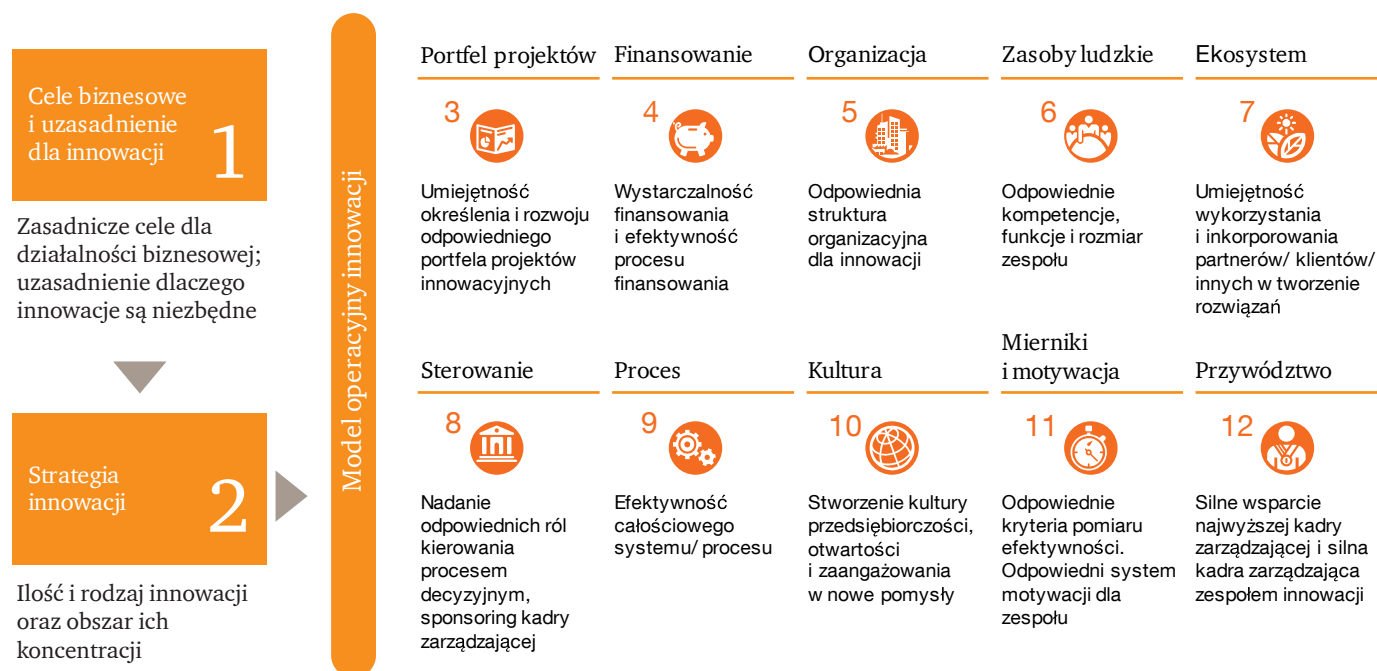 Cele biznesowe
i uzasadnienie
dla innowacji
1
Zasadnicze cele dla
działalności biznesowej;
uzasadnienie dlaczego
innowacje są niezbędne
Strategia
innowacji
2
Ilość i rodzaj innowacji
oraz obszar ich
koncentracji
Model operacyjny innowacji
Portfel projektów
3
Umiejętność
określenia i rozwoju
odpowiedniego
portfela projektów
innowacyjnych
Finansowanie
4
Wystarczalność
finansowania
i efektywność
procesu
finansowania
Organizacja
5
Odpowiednia
struktura
organizacyjna
dla innowacji
Zasoby ludzkie
6
Odpowiednie
kompetencje,
funkcje i rozmiar
zespołu
Ekosystem
7
Umiejętność
wykorzystania
i inkorporowania
partnerów/ klientów/
innych w tworzenie
rozwiązań
Sterowanie
8
Nadanie
odpowiednich ról
kierowania
procesem
decyzyjnym,
sponsoring kadry
zarządzającej
Proces
9
Efektywność
całościowego
systemu/ procesu
Kultura
10
Stworzenie kultury
przedsiębiorczości,
otwartości
i zaangażowania
w nowe pomysły
Mierniki
i motywacja
11
Odpowiednie
kryteria pomiaru
efektywności.
Odpowiedni system
motywacji dla
zespołu
Przywództwo
12
Silne wsparcie
najwyższej kadry
zarządzającej i silna
kadra zarządzająca
zespołem innowacji